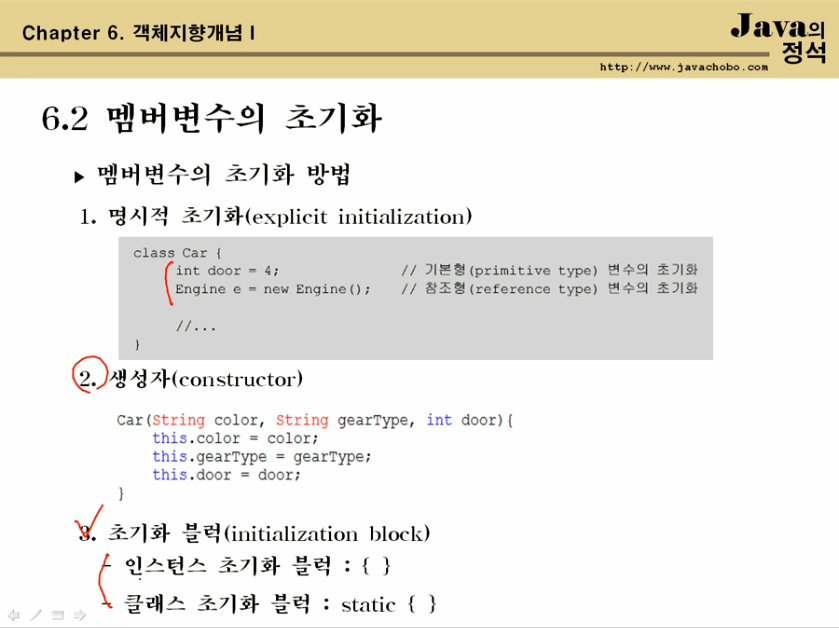 Chapter 6. 객체지향개념 I
Java의
정석
http://www.javachobo.com
6.2 멤버변수의 초기화
▶ 멤버변수의 초기화 방법
1. 명시적 초기화(explicit initialization)
class Car {
int door = 4; // 기본형(primitive type) 변수의 초기화
Engine e = new Engine(); // 참조형(reference type) 변수의 초기화
//...
}
2. 생성자(constructor)
Car(String color, String gearType, int door){
this.color = color;
this.gearType = gearType;
this.door = door;
}
3. 초기화 블럭(initialization block)
- 인스턴스 초기화 블럭 : { }
- 클래스 초기화 블럭 : static { }